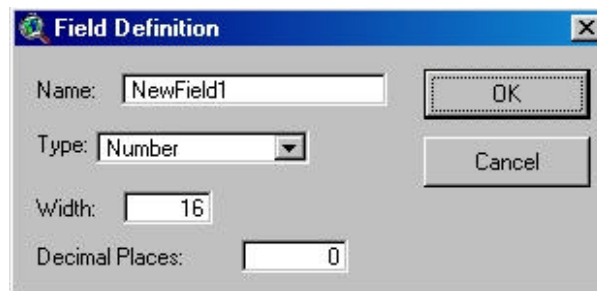 Field Definition
Name: NewField1
OK
Type: Number
Cancel
Width: 16
Decimal Places: 0